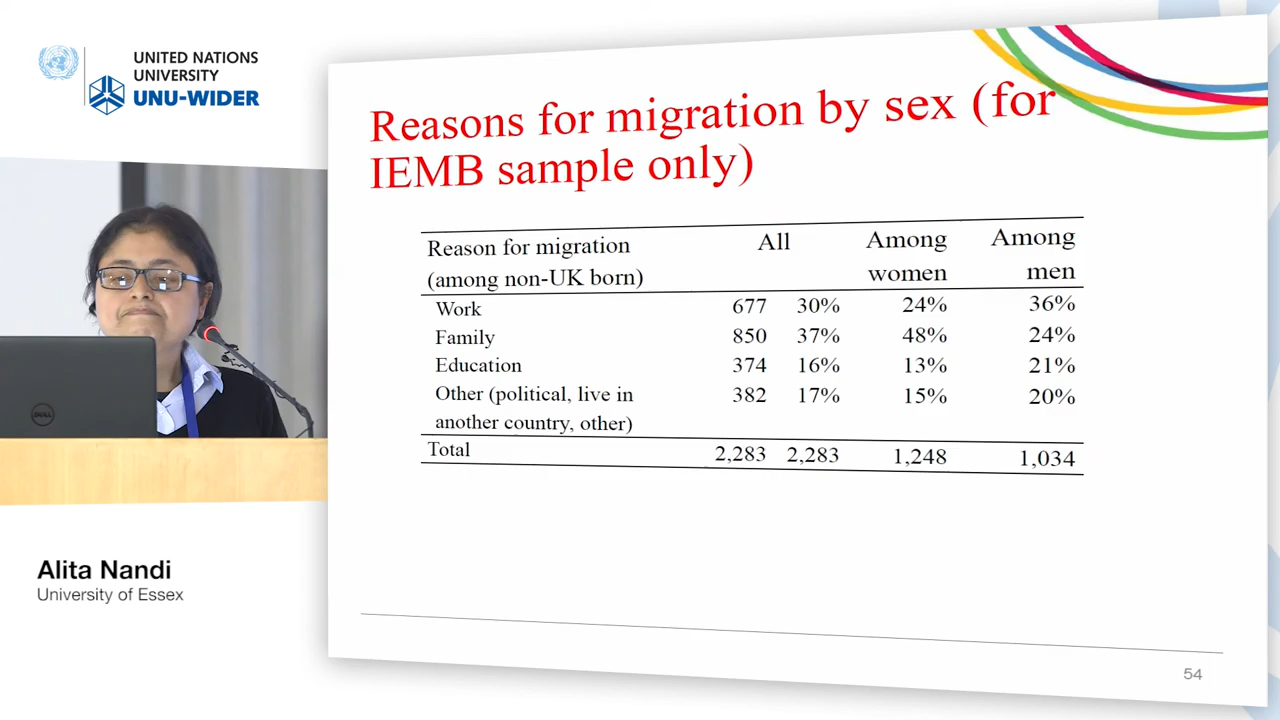 UNITED NATIONS
UNIVERSITY
UNU-WIDER
Reasons for migration by sex (for
IEMB sample only)
Reason for migration
(among non-UK born)
All
Among
women
Among
men
Work 677 30% 24% 36%
Family 850 37% 48% 24%
Education 374 16% 13% 21%
Other (political, live in
another country, other)
382 17% 15% 20%
Total 2,283 2,283 1,248 1,034
DELL
Alita Nandi
University of Essex
54